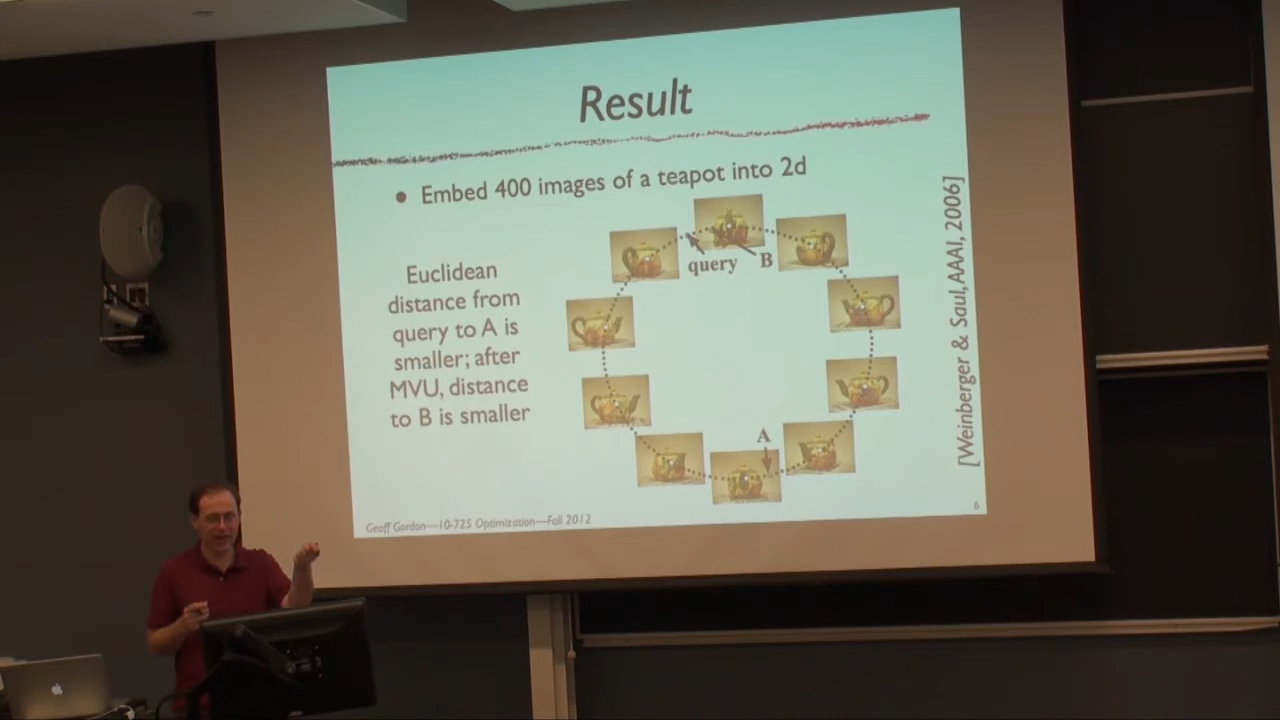 Result
• Embed 400 images of a teapot into 2d
Euclidean
distance from
query to A is
smaller; after
MVU, distance
to B is smaller
query
B
A
[Weinberger & Saul, AAAI, 2006]
Geoff Gordon—10-725 Optimization—Fall 2012
6